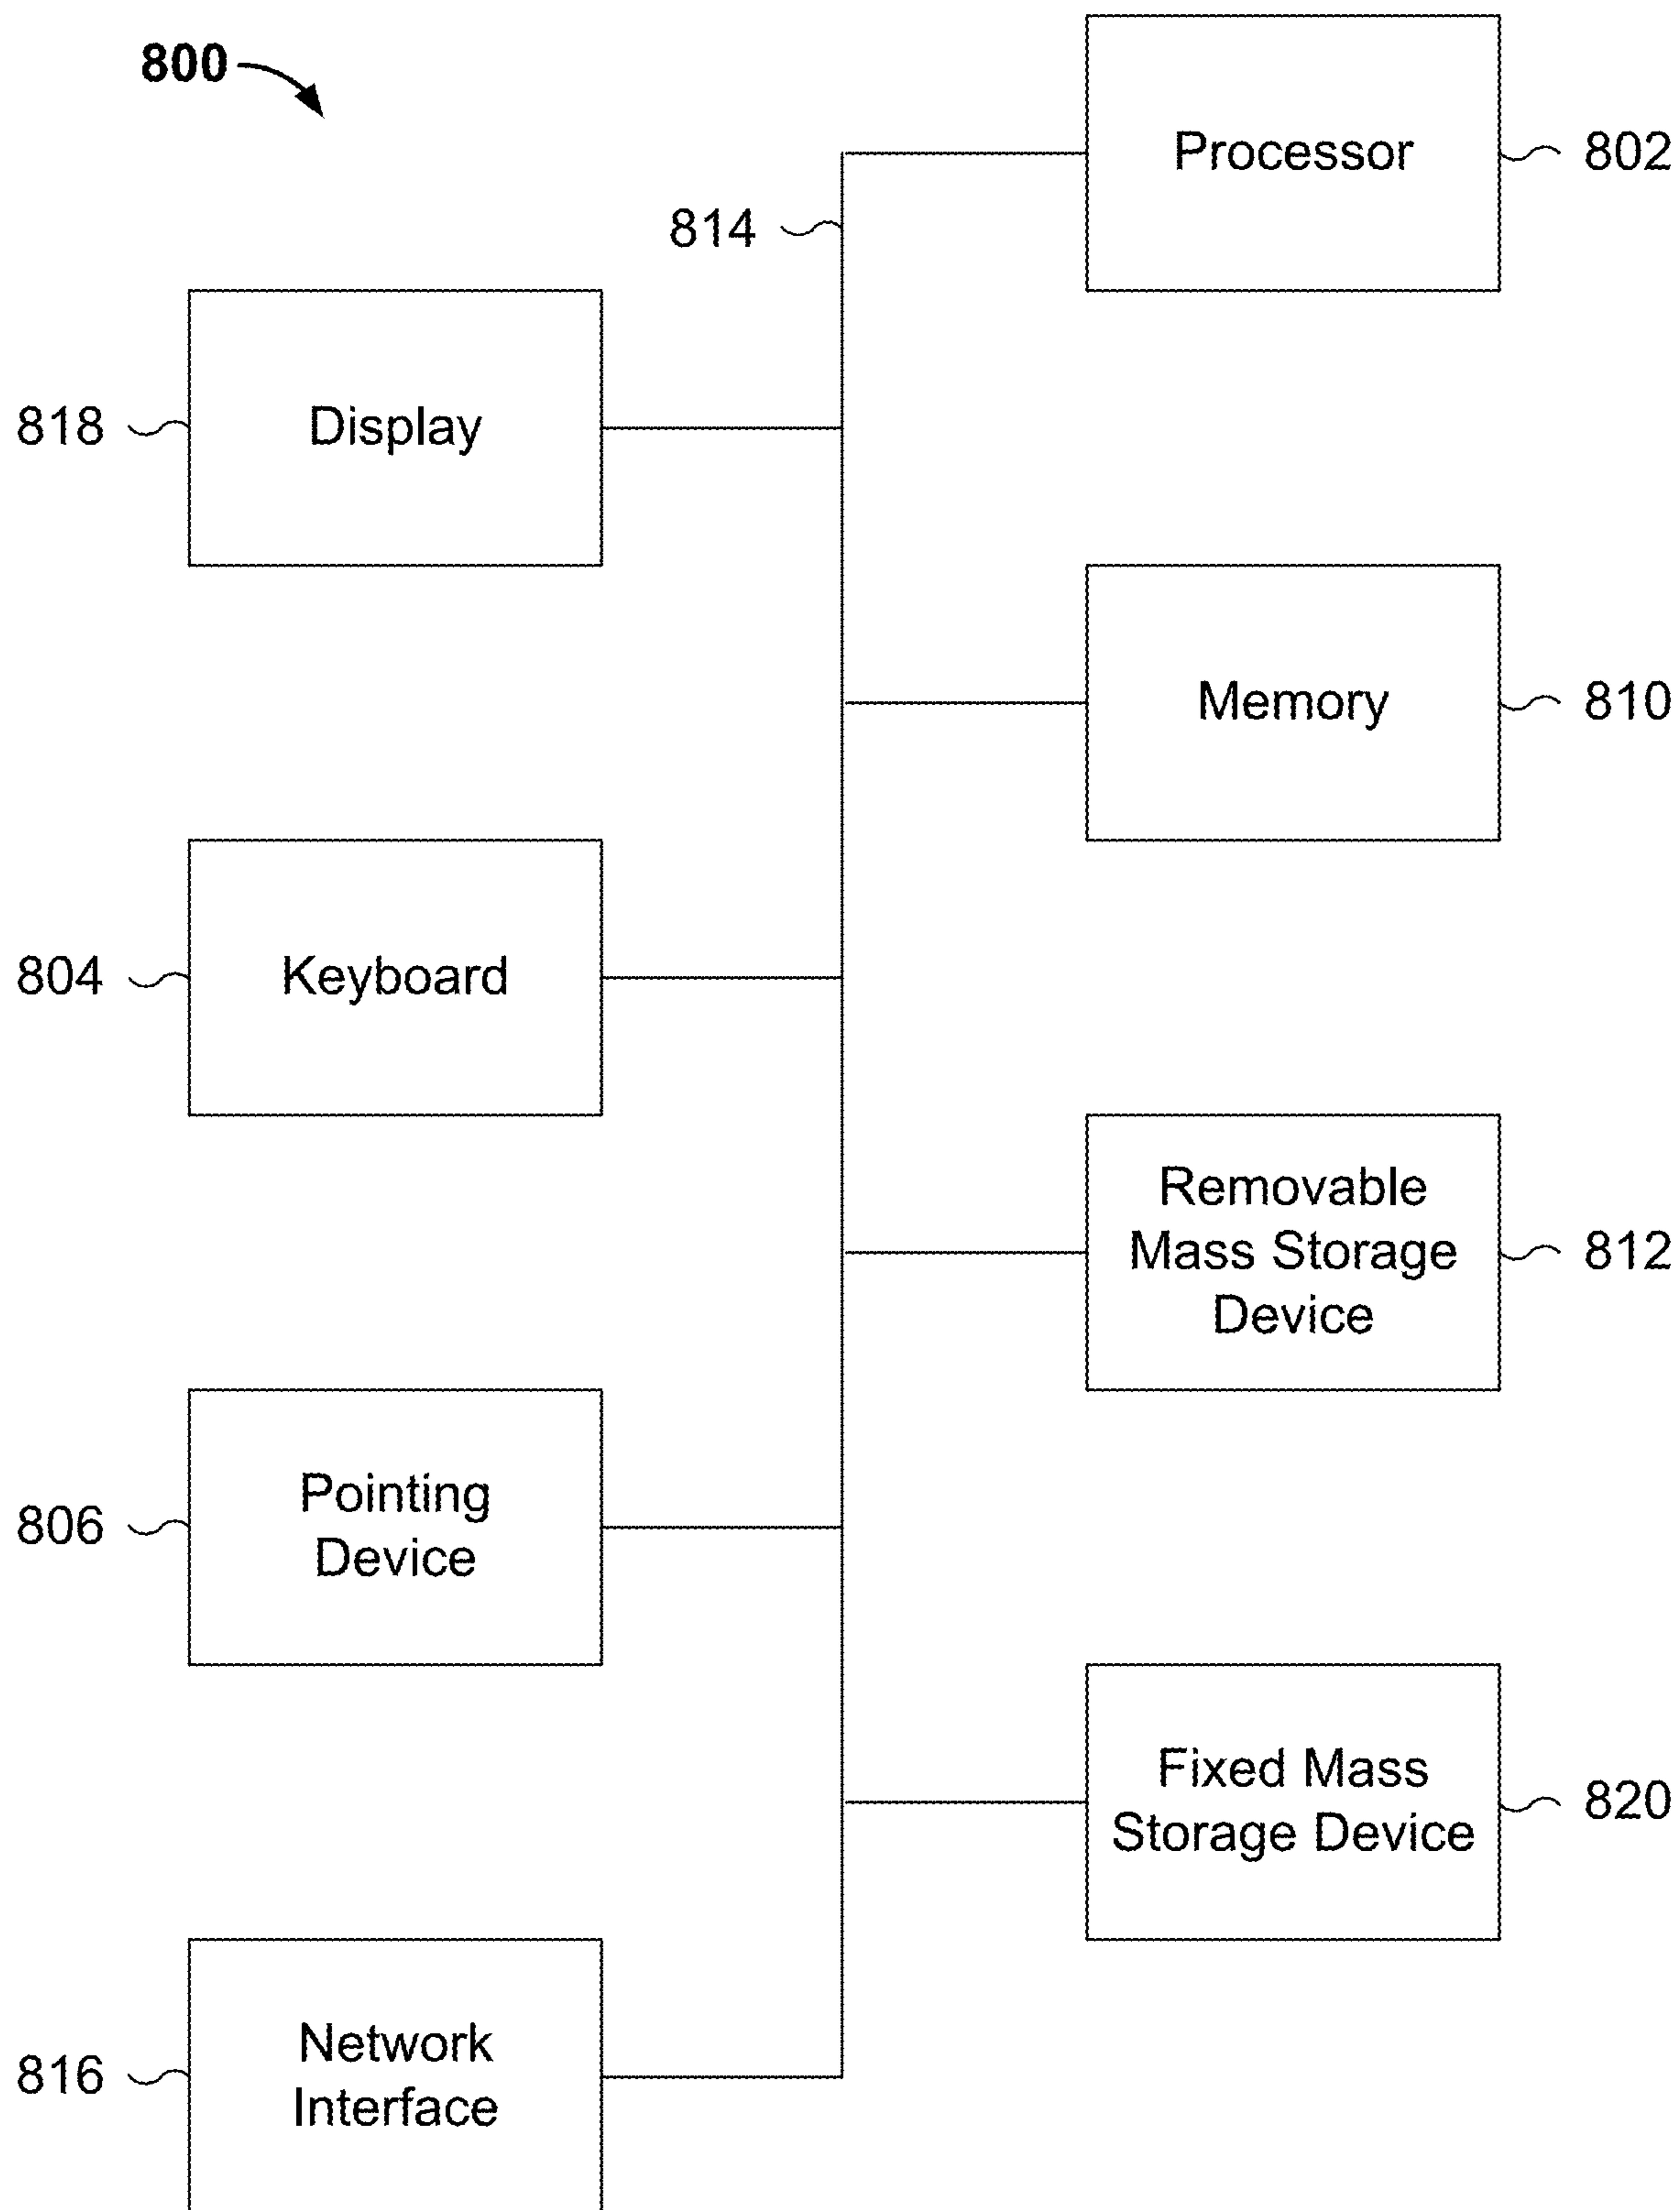 800
Processor
802
814
Display
818
Memory
810
Keyboard
804
Removable
Mass Storage
Device
812
Pointing
Device
806
Fixed Mass
Storage Device
820
Network
Interface
816